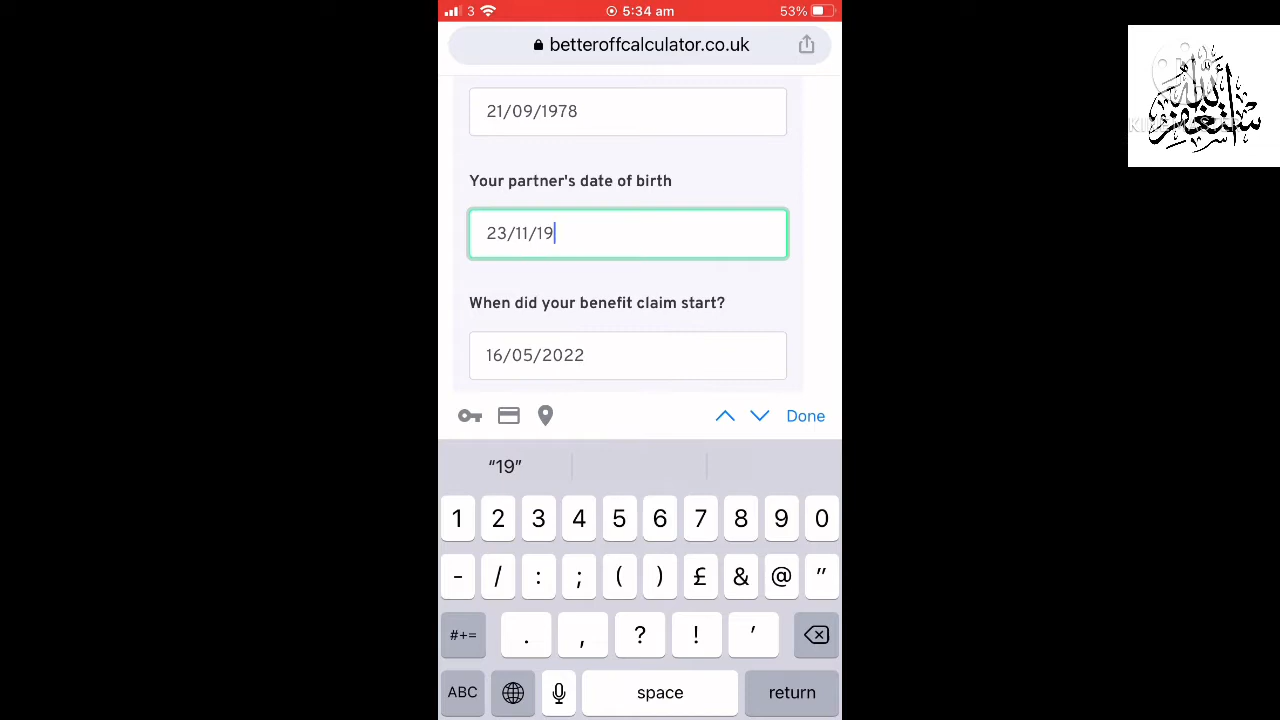 3 5:34 am 53%
betteroffcalculator.co.uk
21/09/1978
Your partner's date of birth
23/11/19
When did your benefit claim start?
16/05/2022
Done
“19”
1 2 3 4 5 6 7 8 9 0
- / : ; ( ) £ & @ ”
#+= . , ? ! ’
ABC space return
أستغفر الله